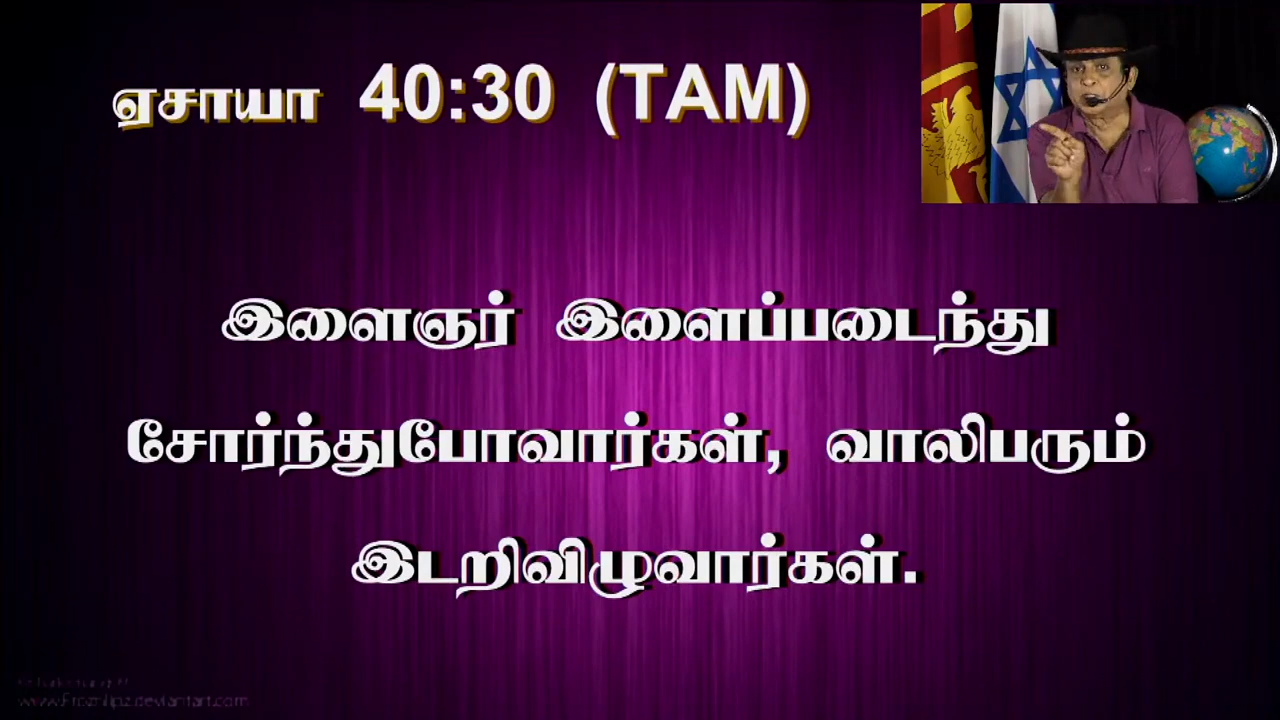 ஏசாயா 40:30 (TAM)
இளைஞர் இளைப்படைந்து
சோர்ந்துபோவார்கள், வாலிபரும்
இடறிவிழுவார்கள்.